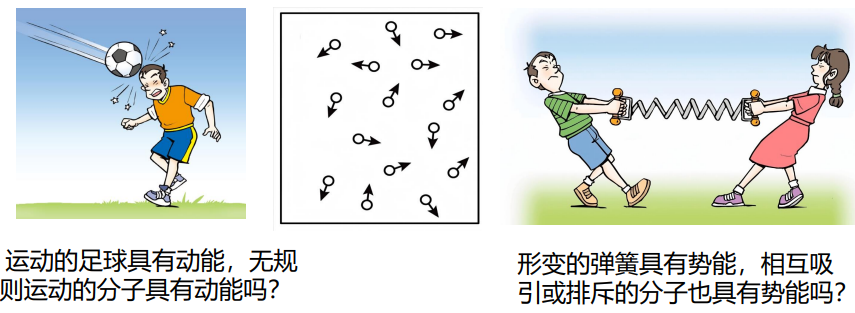 运动的足球具有动能，无规
则运动的分子具有动能吗？
形变的弹簧具有势能，相互吸
引或排斥的分子也具有势能吗？